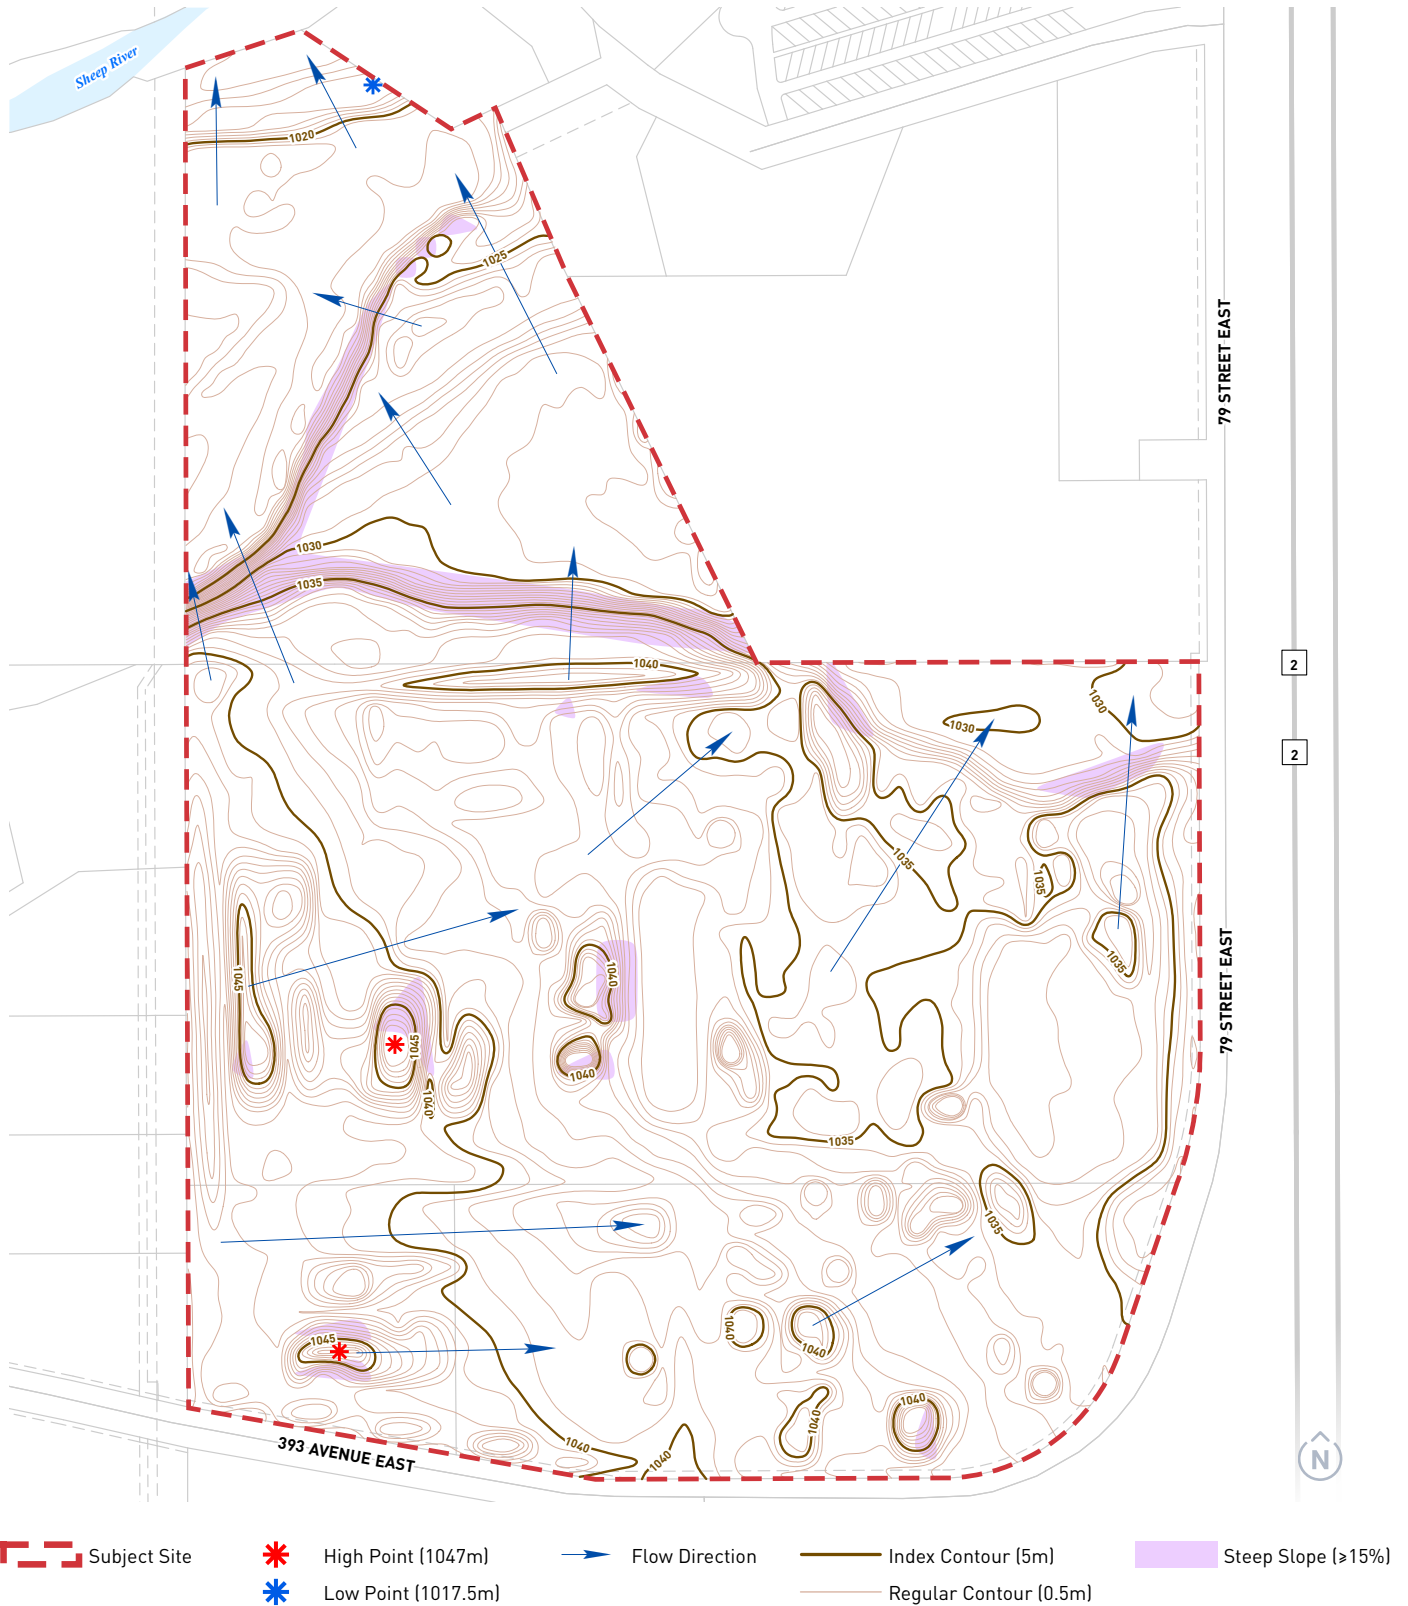 Sheep River
1020
1025
79 STREET EAST
1030
1035
1040
2
1030
1030
2
1035
1035
79 STREET EAST
1035
1045
1040
1045
1040
1040
1035
1035
1040
1040
1045
1040
1040
1040
1040
393 AVENUE EAST
N
Subject Site
High Point (1047m)
Flow Direction
Index Contour (5m)
Steep Slope (≥15%)
Low Point (1017.5m)
Regular Contour (0.5m)